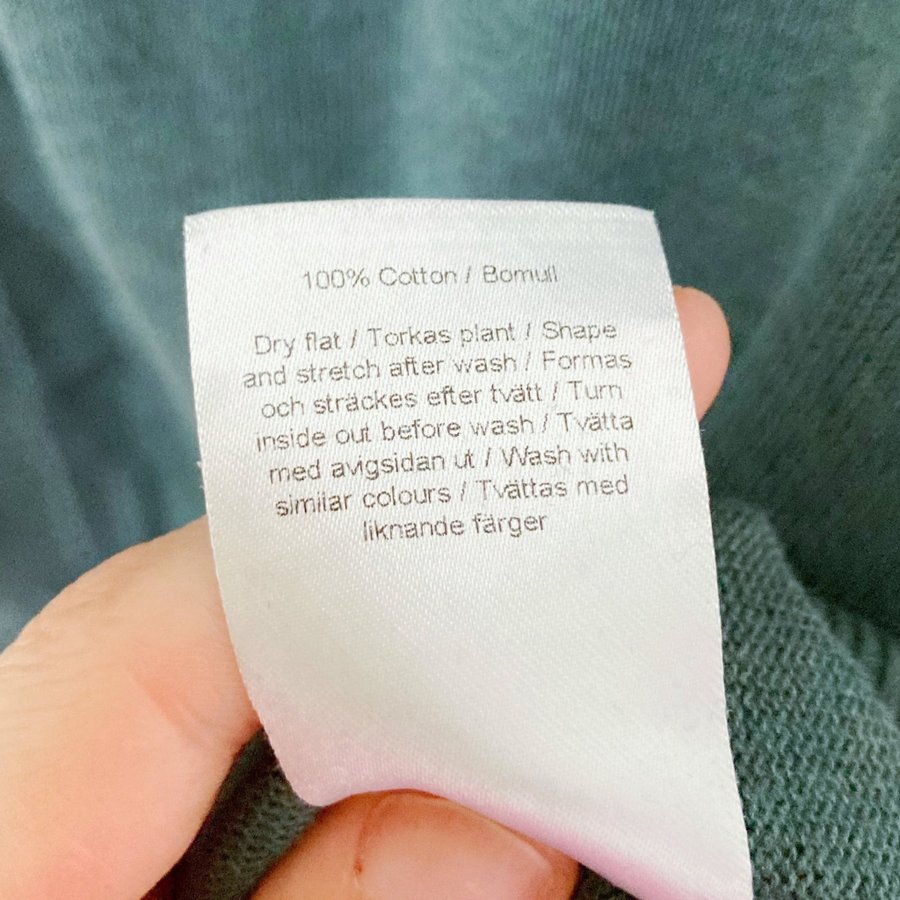 100% Cotton / Bomull
Dry flat / Torkas plant / Shape
and stretch after wash / Formas
och sträckes efter tvätt / Turn
inside out before wash / Tvätta
med avigsidan ut / Wash with
similar colours / Tvättas med
liknande färger